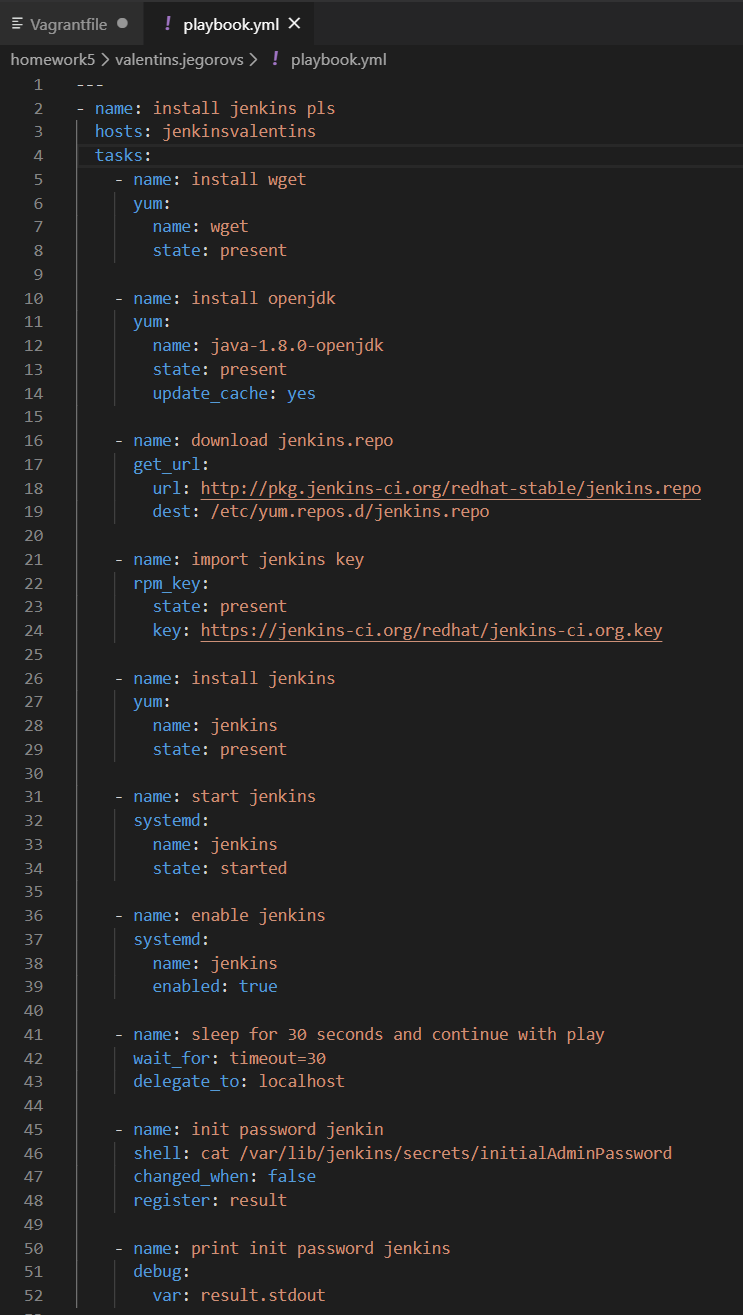 Vagrantfile
! playbook.yml
homework5 > valentins.jegorovs > ! playbook.yml
1 ---
2 - name: install jenkins pls
3 hosts: jenkinsvalentins
4 tasks:
5 - name: install wget
6 yum:
7 name: wget
8 state: present
9
10 - name: install openjdk
11 yum:
12 name: java-1.8.0-openjdk
13 state: present
14 update_cache: yes
15
16 - name: download jenkins.repo
17 get_url:
18 url: http://pkg.jenkins-ci.org/redhat-stable/jenkins.repo
19 dest: /etc/yum.repos.d/jenkins.repo
20
21 - name: import jenkins key
22 rpm_key:
23 state: present
24 key: https://jenkins-ci.org/redhat/jenkins-ci.org.key
25
26 - name: install jenkins
27 yum:
28 name: jenkins
29 state: present
30
31 - name: start jenkins
32 systemd:
33 name: jenkins
34 state: started
35
36 - name: enable jenkins
37 systemd:
38 name: jenkins
39 enabled: true
40
41 - name: sleep for 30 seconds and continue with play
42 wait_for: timeout=30
43 delegate_to: localhost
44
45 - name: init password jenkin
46 shell: cat /var/lib/jenkins/secrets/initialAdminPassword
47 changed_when: false
48 register: result
49
50 - name: print init password jenkins
51 debug:
52 var: result.stdout